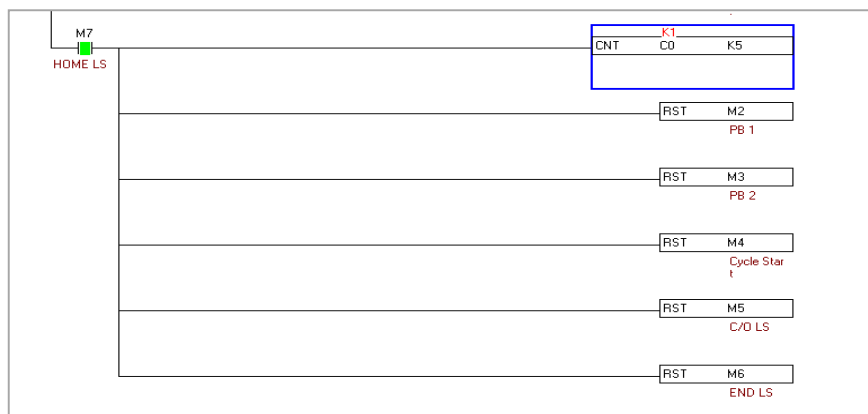 M7
HOME LS
K1
CNT C0 K5
RST M2
PB 1
RST M3
PB 2
RST M4
Cycle Star
t
RST M5
C/O LS
RST M6
END LS